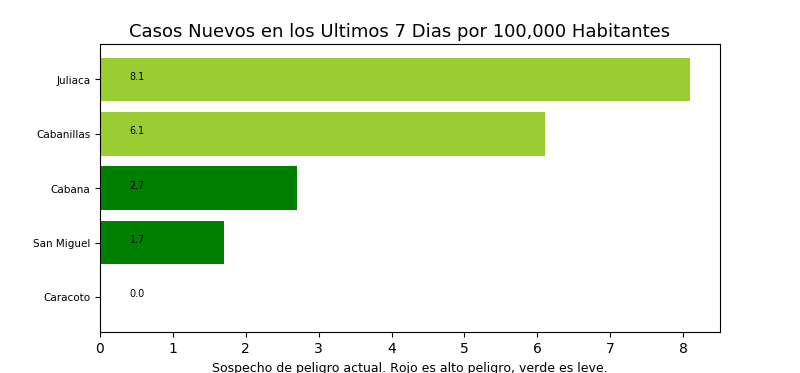 Casos Nuevos en los Ultimos 7 Dias por 100,000 Habitantes
Juliaca 8.1
Cabanillas 6.1
Cabana 2.7
San Miguel 1.7
Caracoto 0.0
0 1 2 3 4 5 6 7 8
Sospecho de peligro actual. Rojo es alto peligro, verde es leve.